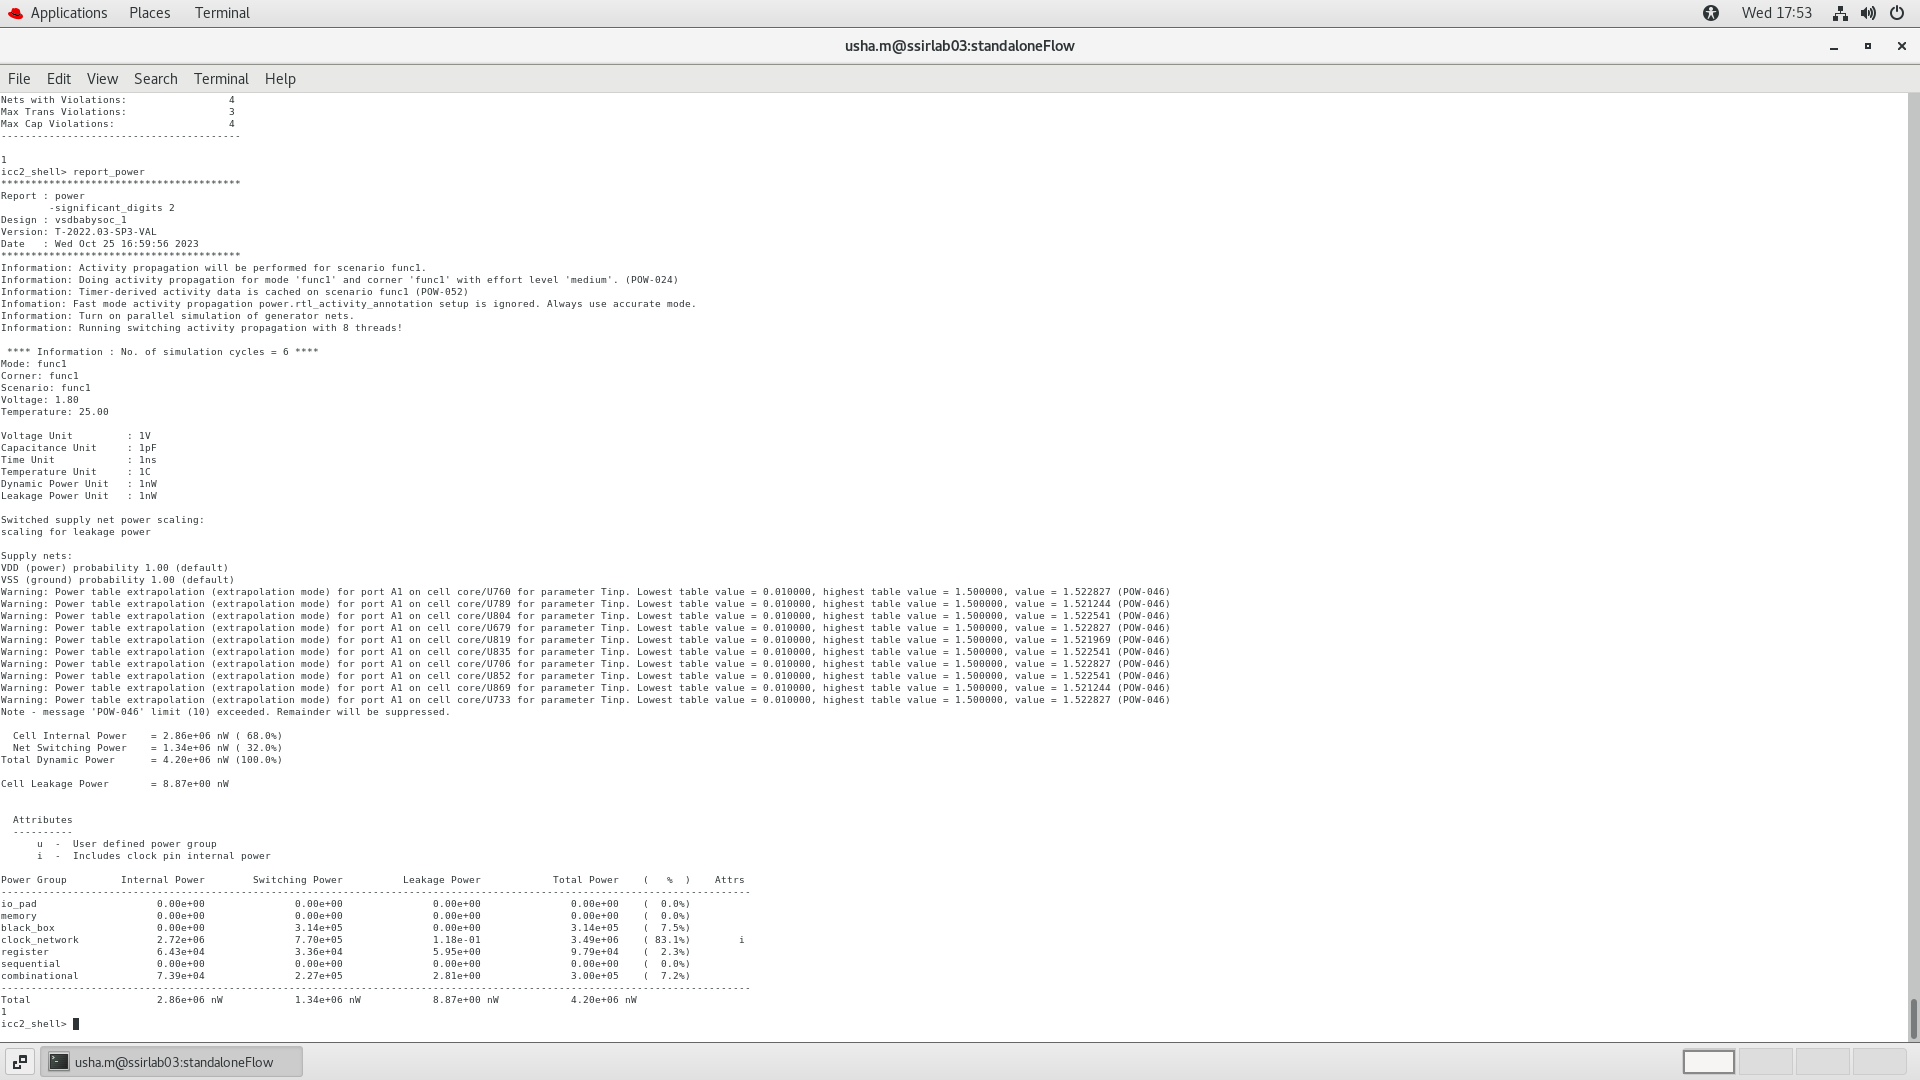 Applications Places Terminal Wed 17:53
usha.m@ssirlab03:standaloneFlow
File Edit View Search Terminal Help
Nets with Violations: 4
Max Trans Violations: 3
Max Cap Violations: 4
----------------------------------------
1
icc2_shell> report_power
****************************************
Report : power
-significant_digits 2
Design : vsdbabysoc_1
Version: T-2022.03-SP3-VAL
Date : Wed Oct 25 16:59:56 2023
****************************************
Information: Activity propagation will be performed for scenario func1.
Information: Doing activity propagation for mode 'func1' and corner 'func1' with effort level 'medium'. (POW-024)
Information: Timer-derived activity data is cached on scenario func1 (POW-052)
Infomation: Fast mode activity propagation power.rtl_activity_annotation setup is ignored. Always use accurate mode.
Information: Turn on parallel simulation of generator nets.
Information: Running switching activity propagation with 8 threads!
**** Information : No. of simulation cycles = 6 ****
Mode: func1
Corner: func1
Scenario: func1
Voltage: 1.80
Temperature: 25.00
Voltage Unit : 1V
Capacitance Unit : 1pF
Time Unit : 1ns
Temperature Unit : 1C
Dynamic Power Unit : 1nW
Leakage Power Unit : 1nW
Switched supply net power scaling:
scaling for leakage power
Supply nets:
VDD (power) probability 1.00 (default)
VSS (ground) probability 1.00 (default)
Warning: Power table extrapolation (extrapolation mode) for port A1 on cell core/U760 for parameter Tinp. Lowest table value = 0.010000, highest table value = 1.500000, value = 1.522827 (POW-046)
Warning: Power table extrapolation (extrapolation mode) for port A1 on cell core/U789 for parameter Tinp. Lowest table value = 0.010000, highest table value = 1.500000, value = 1.521244 (POW-046)
Warning: Power table extrapolation (extrapolation mode) for port A1 on cell core/U804 for parameter Tinp. Lowest table value = 0.010000, highest table value = 1.500000, value = 1.522541 (POW-046)
Warning: Power table extrapolation (extrapolation mode) for port A1 on cell core/U679 for parameter Tinp. Lowest table value = 0.010000, highest table value = 1.500000, value = 1.522827 (POW-046)
Warning: Power table extrapolation (extrapolation mode) for port A1 on cell core/U819 for parameter Tinp. Lowest table value = 0.010000, highest table value = 1.500000, value = 1.521969 (POW-046)
Warning: Power table extrapolation (extrapolation mode) for port A1 on cell core/U835 for parameter Tinp. Lowest table value = 0.010000, highest table value = 1.500000, value = 1.522541 (POW-046)
Warning: Power table extrapolation (extrapolation mode) for port A1 on cell core/U706 for parameter Tinp. Lowest table value = 0.010000, highest table value = 1.500000, value = 1.522827 (POW-046)
Warning: Power table extrapolation (extrapolation mode) for port A1 on cell core/U852 for parameter Tinp. Lowest table value = 0.010000, highest table value = 1.500000, value = 1.522541 (POW-046)
Warning: Power table extrapolation (extrapolation mode) for port A1 on cell core/U869 for parameter Tinp. Lowest table value = 0.010000, highest table value = 1.500000, value = 1.521244 (POW-046)
Warning: Power table extrapolation (extrapolation mode) for port A1 on cell core/U733 for parameter Tinp. Lowest table value = 0.010000, highest table value = 1.500000, value = 1.522827 (POW-046)
Note - message 'POW-046' limit (10) exceeded. Remainder will be suppressed.
Cell Internal Power = 2.86e+06 nW ( 68.0%)
Net Switching Power = 1.34e+06 nW ( 32.0%)
Total Dynamic Power = 4.20e+06 nW (100.0%)
Cell Leakage Power = 8.87e+00 nW
Attributes
----------
u - User defined power group
i - Includes clock pin internal power
Power Group Internal Power Switching Power Leakage Power Total Power ( % ) Attrs
-----------------------------------------------------------------------------------------------------------------------------
io_pad 0.00e+00 0.00e+00 0.00e+00 0.00e+00 ( 0.0%)
memory 0.00e+00 0.00e+00 0.00e+00 0.00e+00 ( 0.0%)
black_box 0.00e+00 3.14e+05 0.00e+00 3.14e+05 ( 7.5%)
clock_network 2.72e+06 7.70e+05 1.18e-01 3.49e+06 ( 83.1%) i
register 6.43e+04 3.36e+04 5.95e+00 9.79e+04 ( 2.3%)
sequential 0.00e+00 0.00e+00 0.00e+00 0.00e+00 ( 0.0%)
combinational 7.39e+04 2.27e+05 2.81e+00 3.00e+05 ( 7.2%)
-----------------------------------------------------------------------------------------------------------------------------
Total 2.86e+06 nW 1.34e+06 nW 8.87e+00 nW 4.20e+06 nW
1
icc2_shell>
usha.m@ssirlab03:standaloneFlow